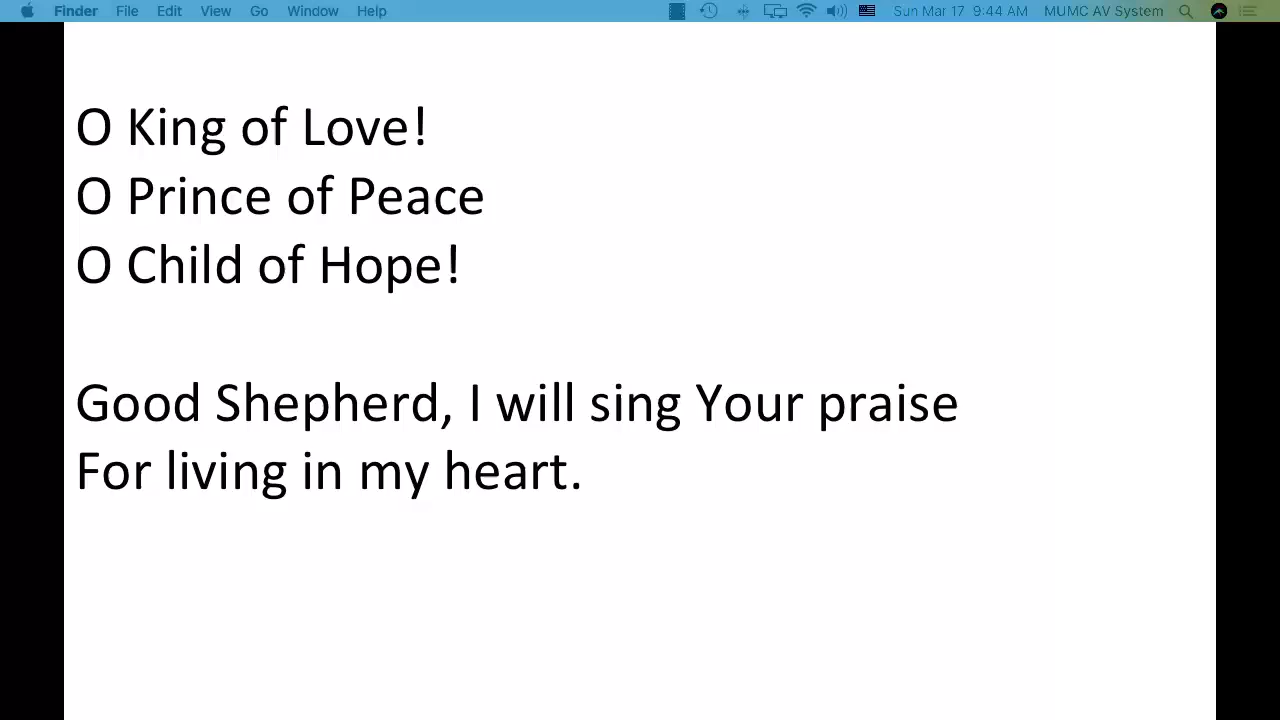 Finder File Edit View Go Window Help Sun Mar 17 9:44 AM MUMC AV System
O King of Love!
O Prince of Peace
O Child of Hope!
Good Shepherd, I will sing Your praise
For living in my heart.